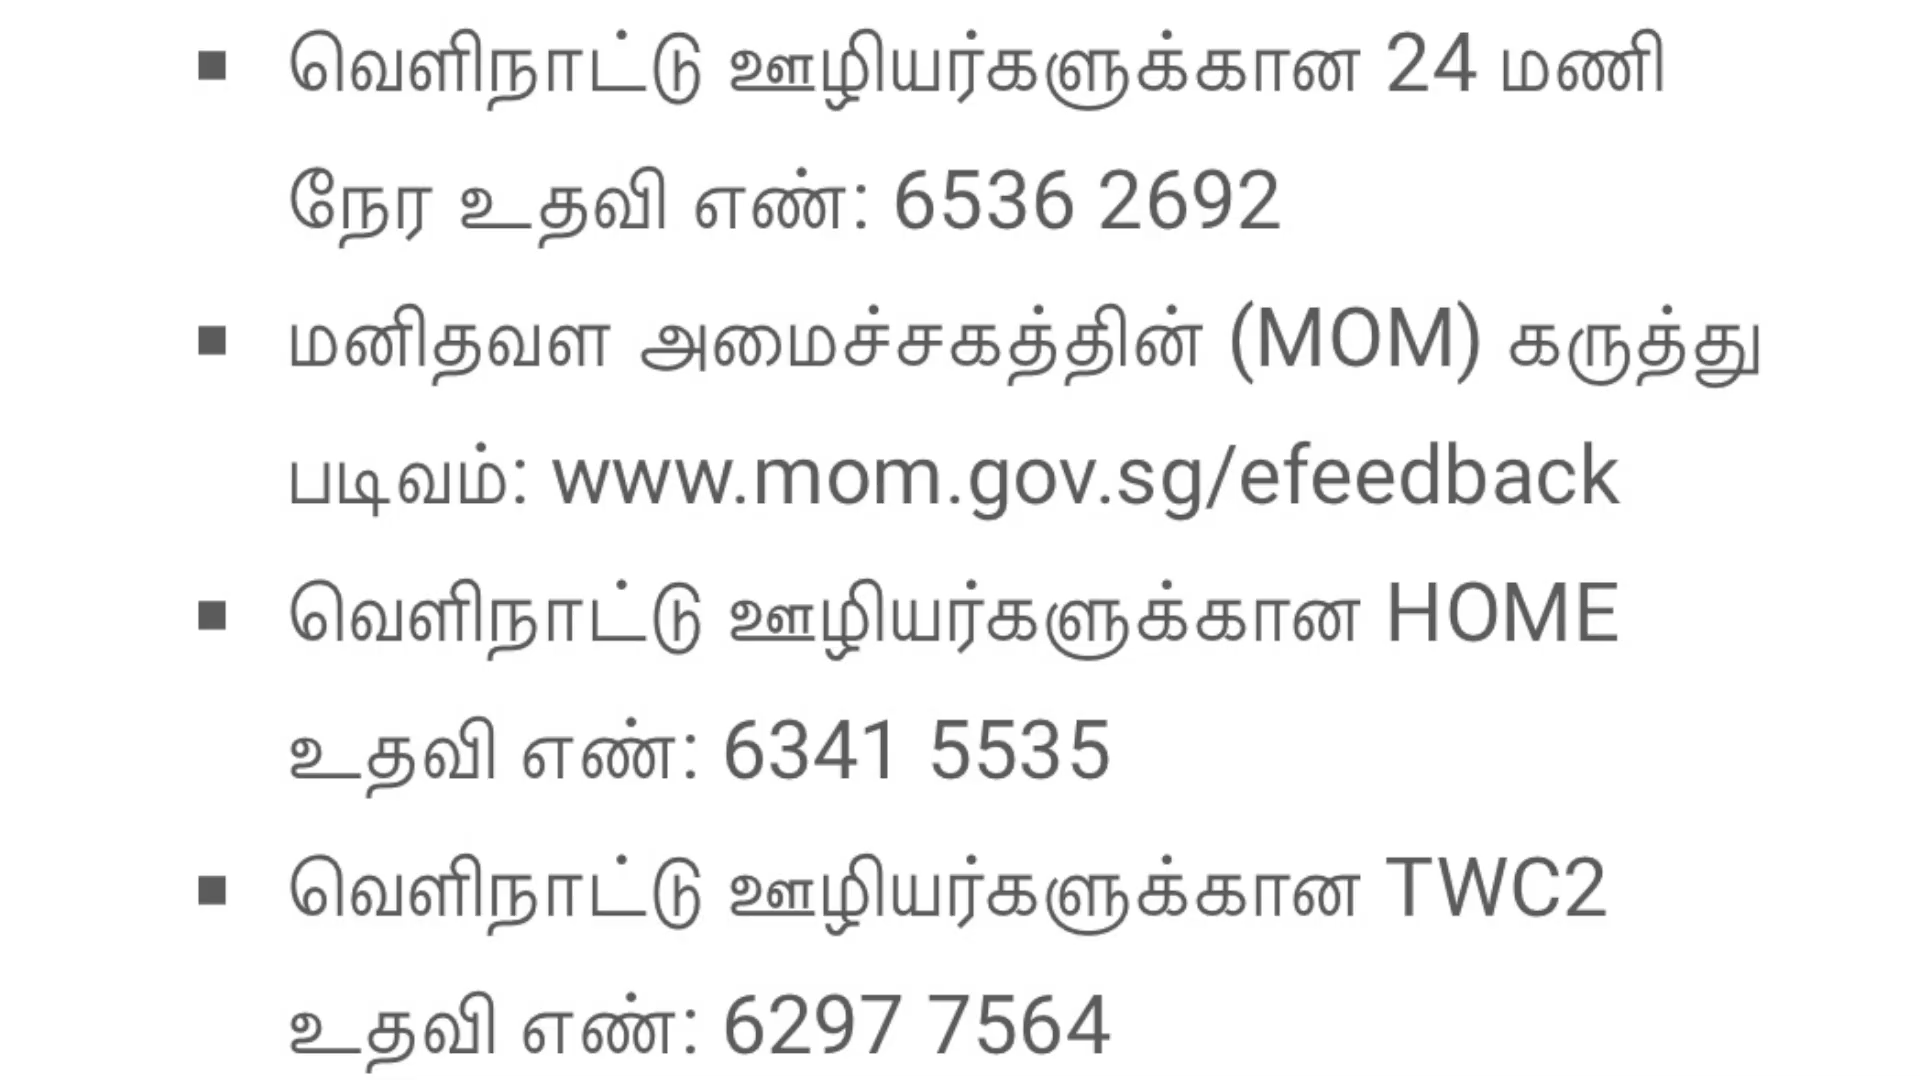 ▪ வெளிநாட்டு ஊழியர்களுக்கான 24 மணி
நேர உதவி எண்: 6536 2692
▪ மனிதவள அமைச்சகத்தின் (MOM) கருத்து
படிவம்: www.mom.gov.sg/efeedback
▪ வெளிநாட்டு ஊழியர்களுக்கான HOME
உதவி எண்: 6341 5535
▪ வெளிநாட்டு ஊழியர்களுக்கான TWC2
உதவி எண்: 6297 7564